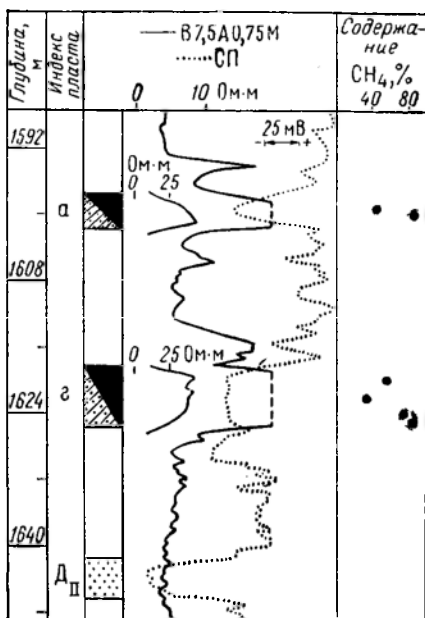 Глубина, м
Индекс пласта
В7,5А0,75М
СП
0 10 Ом·м
Содержа-
ние
CH₄,%
40 80
25 мВ
- +
1592
Ом·м
0 25
а
1608
0 25 Ом·м
г
1624
1640
Д II